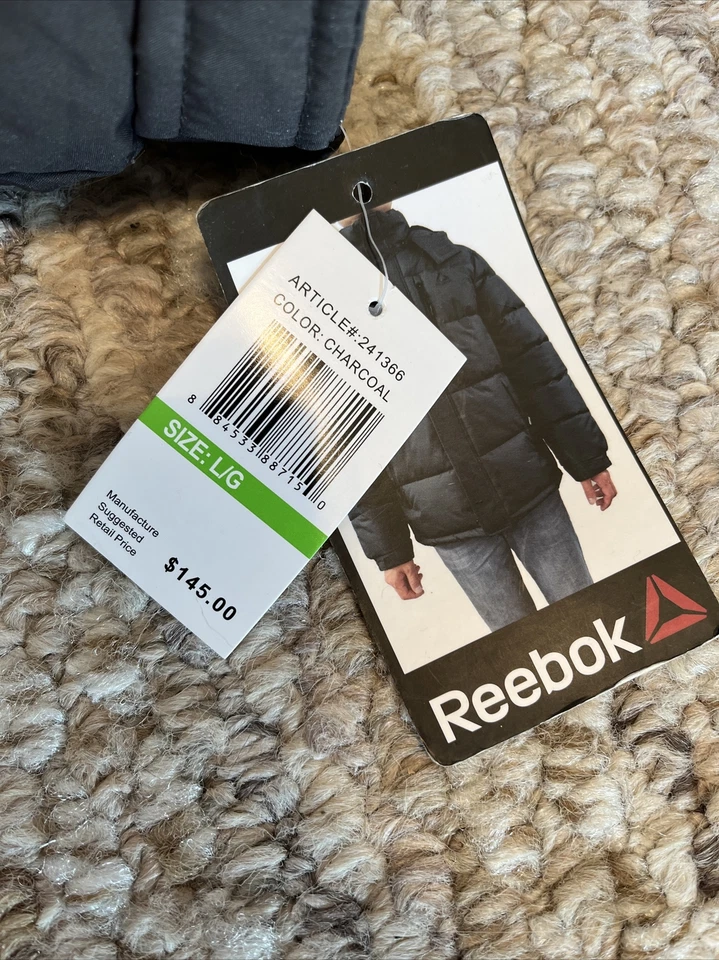 ARTICLE#:241366
COLOR: CHARCOAL
8 84533 88715 0
SIZE: L/G
Manufacture
Suggested
Retail Price
$145.00
Reebok